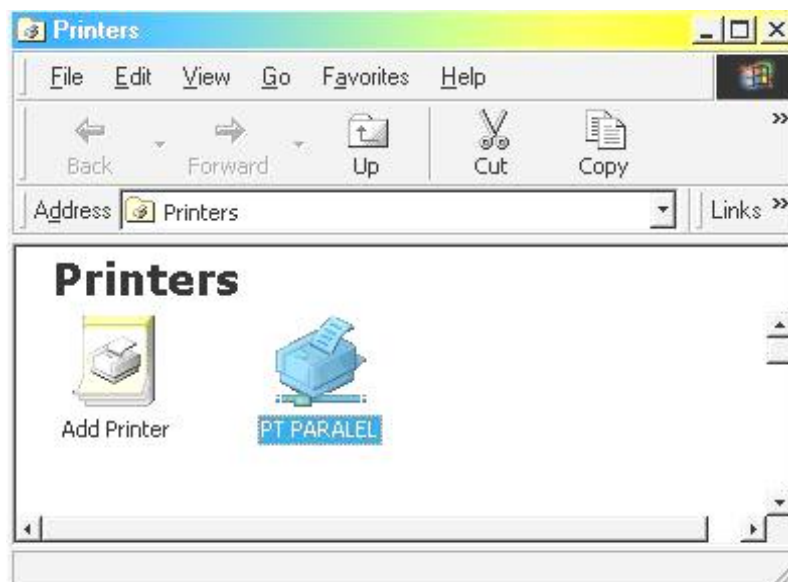 Printers
File Edit View Go Favorites Help
Back Forward Up Cut Copy »
Address Printers Links »
Printers
Add Printer PT PARALEL